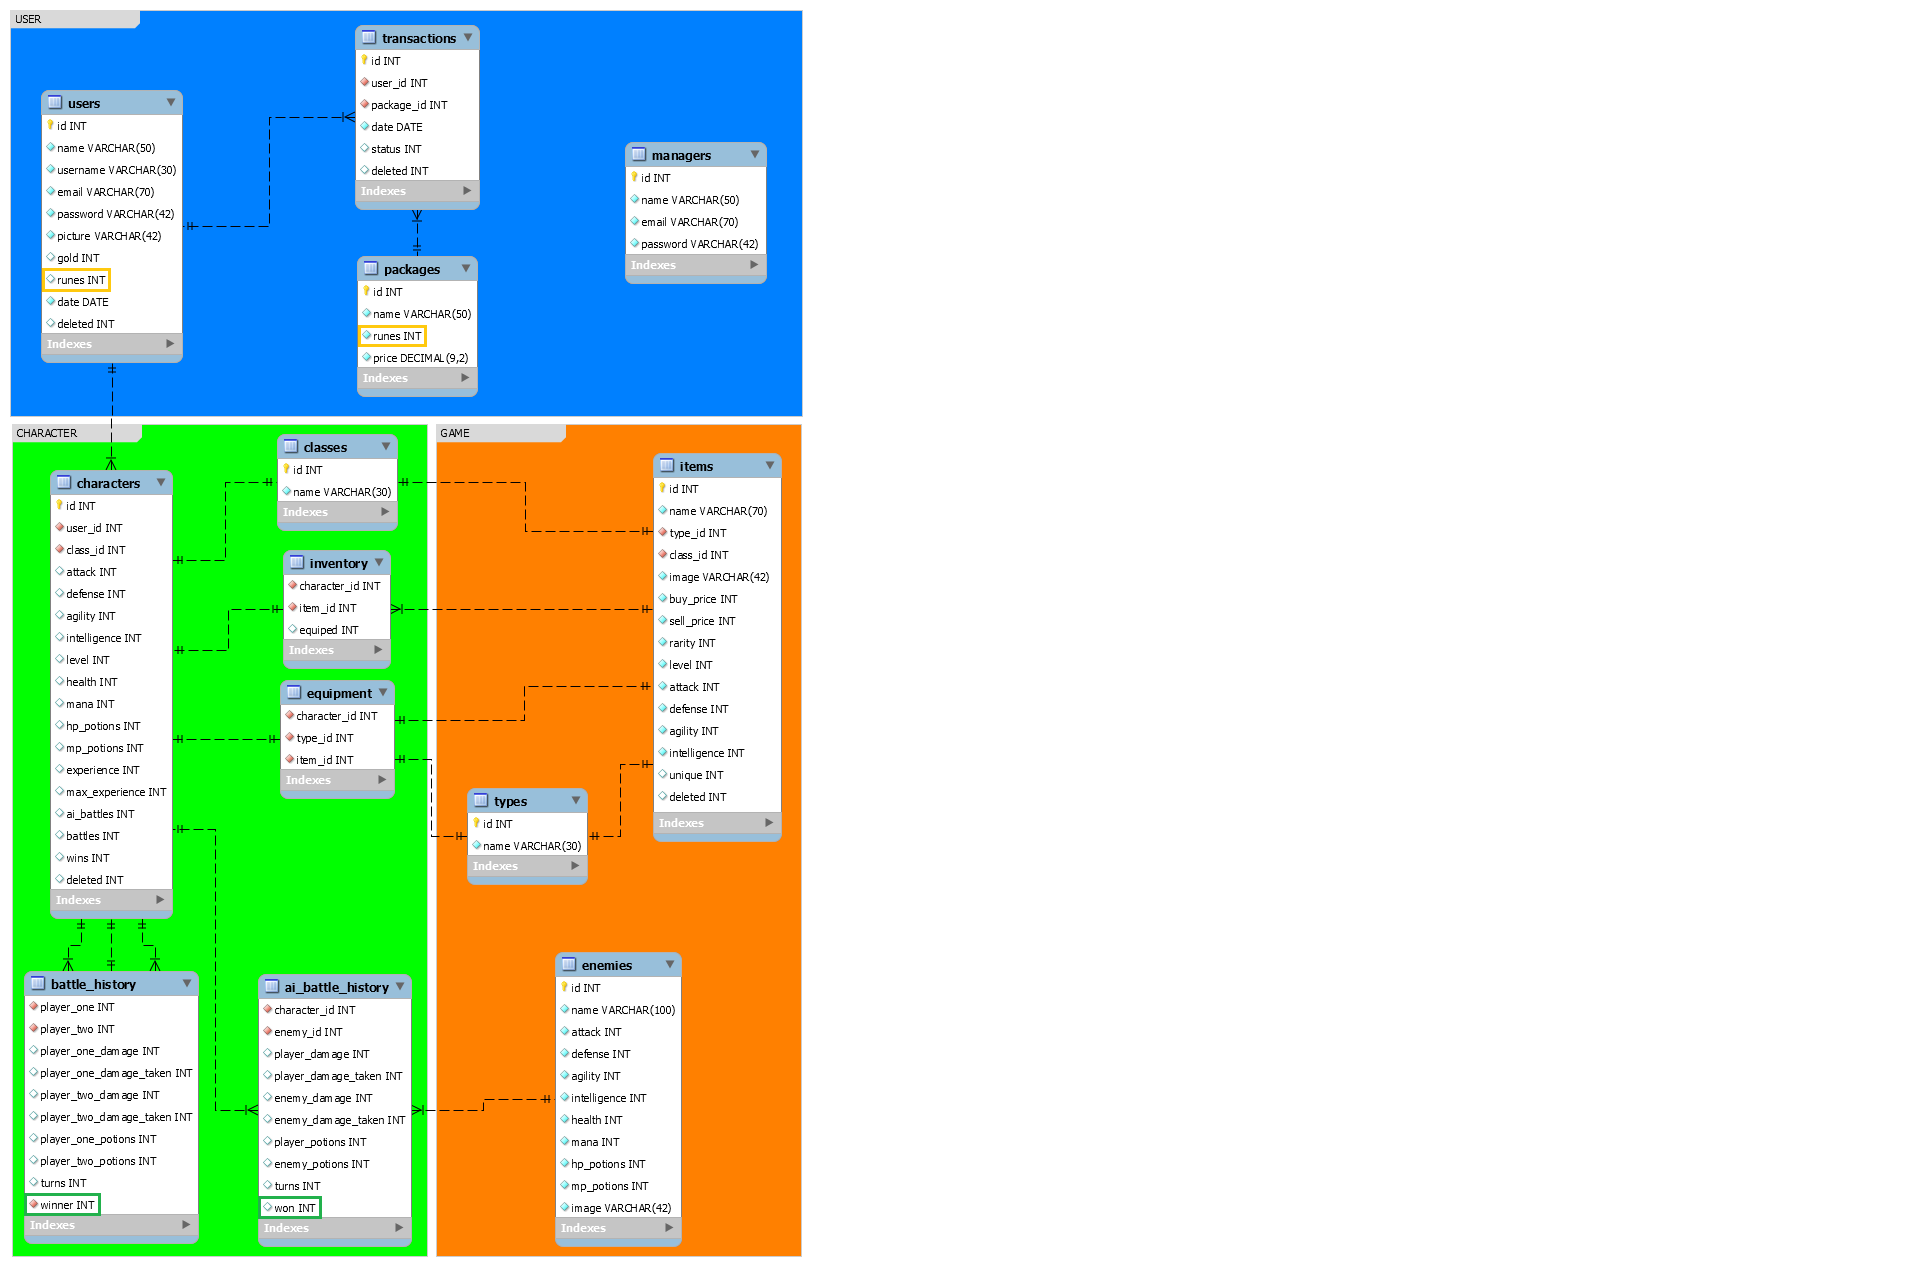 USER
transactions
id INT
user_id INT
package_id INT
date DATE
status INT
deleted INT
Indexes
users
id INT
name VARCHAR(50)
username VARCHAR(30)
email VARCHAR(70)
password VARCHAR(42)
picture VARCHAR(42)
gold INT
runes INT
date DATE
deleted INT
Indexes
managers
id INT
name VARCHAR(50)
email VARCHAR(70)
password VARCHAR(42)
Indexes
packages
id INT
name VARCHAR(50)
runes INT
price DECIMAL(9,2)
Indexes
CHARACTER
classes
id INT
name VARCHAR(30)
Indexes
characters
id INT
user_id INT
class_id INT
attack INT
defense INT
agility INT
intelligence INT
level INT
health INT
mana INT
hp_potions INT
mp_potions INT
experience INT
max_experience INT
ai_battles INT
battles INT
wins INT
deleted INT
Indexes
inventory
character_id INT
item_id INT
equiped INT
Indexes
equipment
character_id INT
type_id INT
item_id INT
Indexes
battle_history
player_one INT
player_two INT
player_one_damage INT
player_one_damage_taken INT
player_two_damage INT
player_two_damage_taken INT
player_one_potions INT
player_two_potions INT
turns INT
winner INT
Indexes
ai_battle_history
character_id INT
enemy_id INT
player_damage INT
player_damage_taken INT
enemy_damage INT
enemy_damage_taken INT
player_potions INT
enemy_potions INT
turns INT
won INT
Indexes
GAME
items
id INT
name VARCHAR(70)
type_id INT
class_id INT
image VARCHAR(42)
buy_price INT
sell_price INT
rarity INT
level INT
attack INT
defense INT
agility INT
intelligence INT
unique INT
deleted INT
Indexes
types
id INT
name VARCHAR(30)
Indexes
enemies
id INT
name VARCHAR(100)
attack INT
defense INT
agility INT
intelligence INT
health INT
mana INT
hp_potions INT
mp_potions INT
image VARCHAR(42)
Indexes